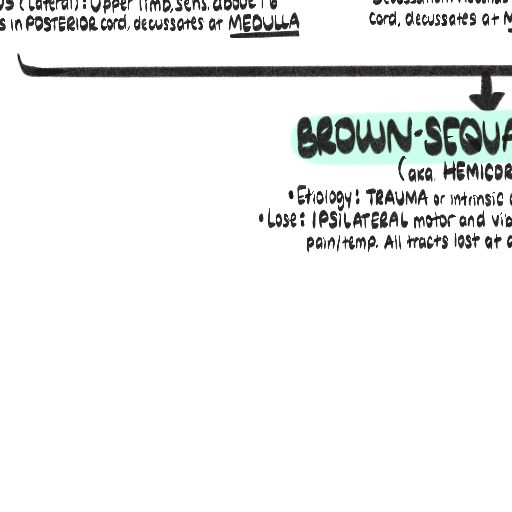 (Lateral): Upper limb, sens. above T6
s in POSTERIOR cord, decussates at MEDULLA
cord, decussates at M
BROWN-SEQUA
(aka. HEMICOR
• Etiology: TRAUMA or intrinsic
• Lose: IPSILATERAL motor and vib
pain/temp. All tracts lost at